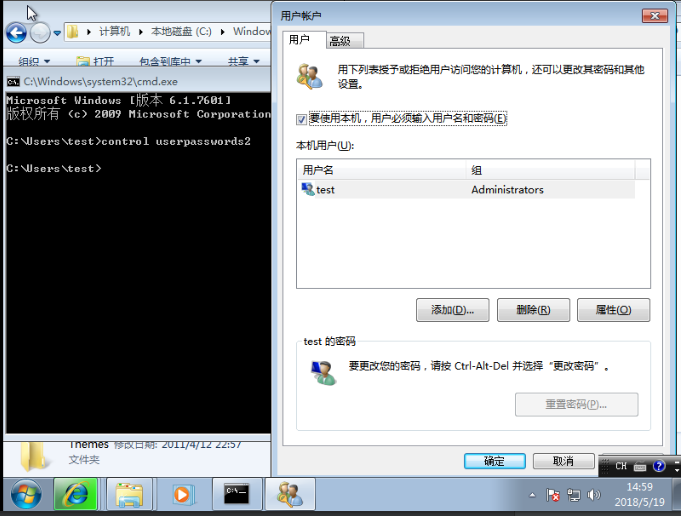 计算机 ▸ 本地磁盘 (C:) ▸ Window
组织 打开 包含到库中 共享
C:\Windows\system32\cmd.exe
Microsoft Windows [版本 6.1.7601]
版权所有 (c) 2009 Microsoft Corporation
C:\Users\test>control userpasswords2
C:\Users\test>
Themes 修改日期: 2011/4/12 22:57
文件夹
用户帐户
用户 高级
用下列表授予或拒绝用户访问您的计算机，还可以更改其密码和其他
设置。
要使用本机，用户必须输入用户名和密码(E)
本机用户(U):
用户名 组
test Administrators
添加(D)... 删除(R) 属性(O)
test 的密码
要更改您的密码，请按 Ctrl-Alt-Del 并选择“更改密码”。
重置密码(P)...
确定 取消
CH
14:59
2018/5/19